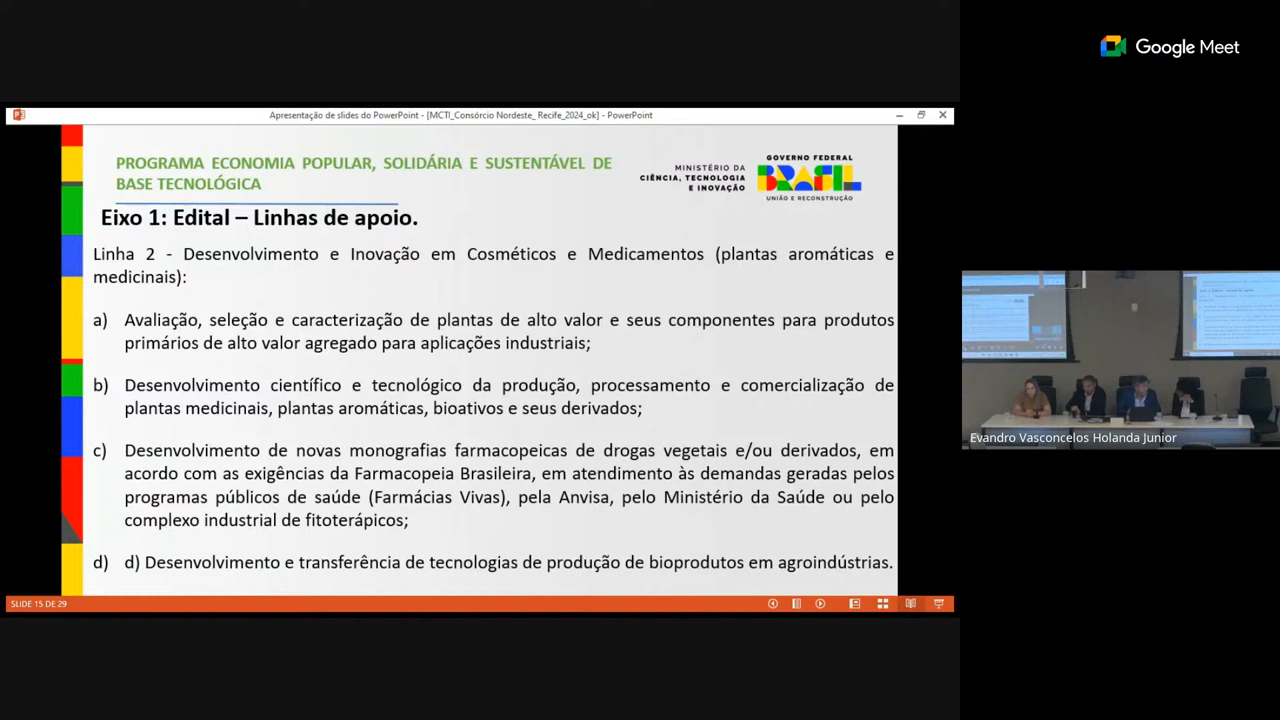 Google Meet
Apresentação de slides do PowerPoint - [MCTI_Consórcio Nordeste_ Recife_2024_ok] - PowerPoint
PROGRAMA ECONOMIA POPULAR, SOLIDÁRIA E SUSTENTÁVEL DE
BASE TECNOLÓGICA
MINISTÉRIO DA
CIÊNCIA, TECNOLOGIA
E INOVAÇÃO
GOVERNO FEDERAL
BRASIL
UNIÃO E RECONSTRUÇÃO
Eixo 1: Edital – Linhas de apoio.
Linha 2 - Desenvolvimento e Inovação em Cosméticos e Medicamentos (plantas aromáticas e
medicinais):
a) Avaliação, seleção e caracterização de plantas de alto valor e seus componentes para produtos
primários de alto valor agregado para aplicações industriais;
b) Desenvolvimento científico e tecnológico da produção, processamento e comercialização de
plantas medicinais, plantas aromáticas, bioativos e seus derivados;
c) Desenvolvimento de novas monografias farmacopeicas de drogas vegetais e/ou derivados, em
acordo com as exigências da Farmacopeia Brasileira, em atendimento às demandas geradas pelos
programas públicos de saúde (Farmácias Vivas), pela Anvisa, pelo Ministério da Saúde ou pelo
complexo industrial de fitoterápicos;
d) d) Desenvolvimento e transferência de tecnologias de produção de bioprodutos em agroindústrias.
SLIDE 15 DE 29
Evandro Vasconcelos Holanda Junior